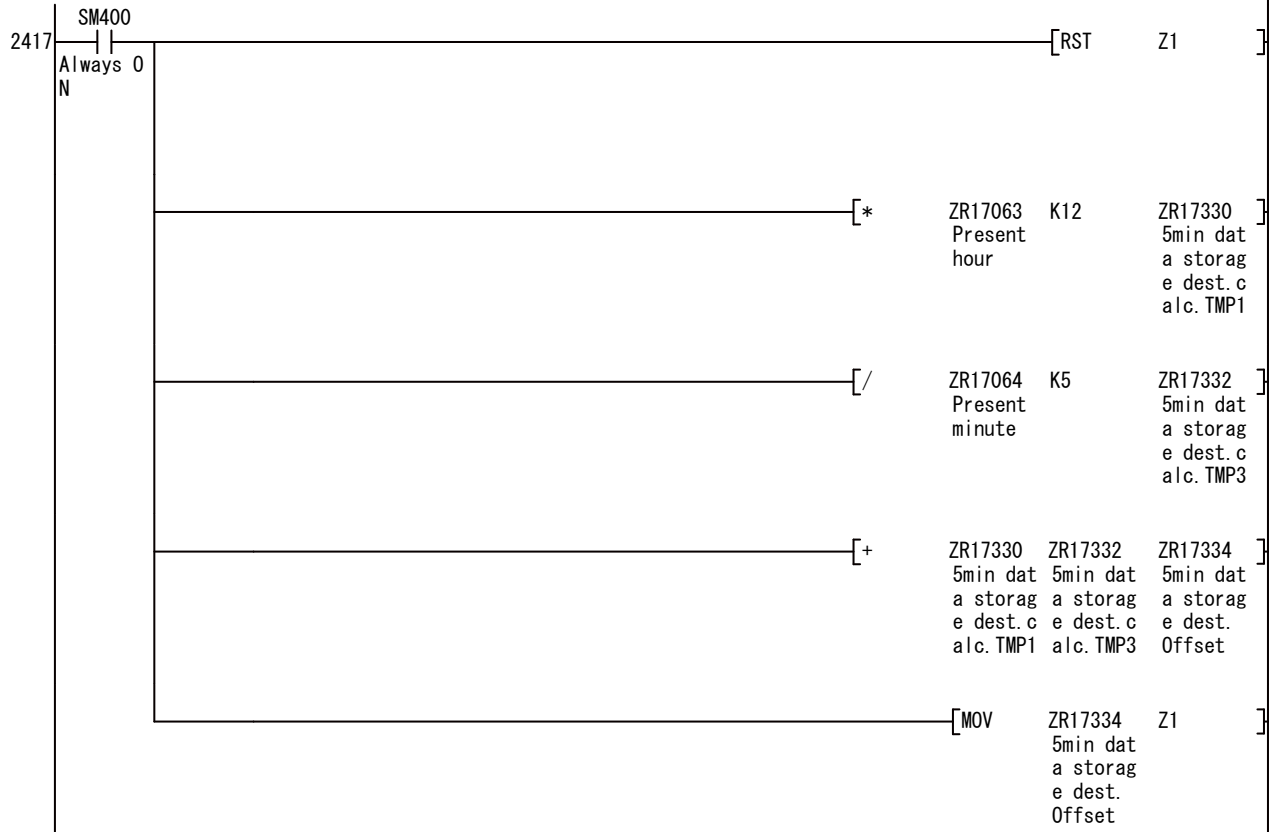 SM400
2417
Always O
N
[RST Z1 ]
[* ZR17063 K12 ZR17330 ]
Present 5min dat
hour a storag
e dest.c
alc.TMP1
[/ ZR17064 K5 ZR17332 ]
Present 5min dat
minute a storag
e dest.c
alc.TMP3
[+ ZR17330 ZR17332 ZR17334 ]
5min dat 5min dat 5min dat
a storag a storag a storag
e dest.c e dest.c e dest.
alc.TMP1 alc.TMP3 Offset
[MOV ZR17334 Z1 ]
5min dat
a storag
e dest.
Offset